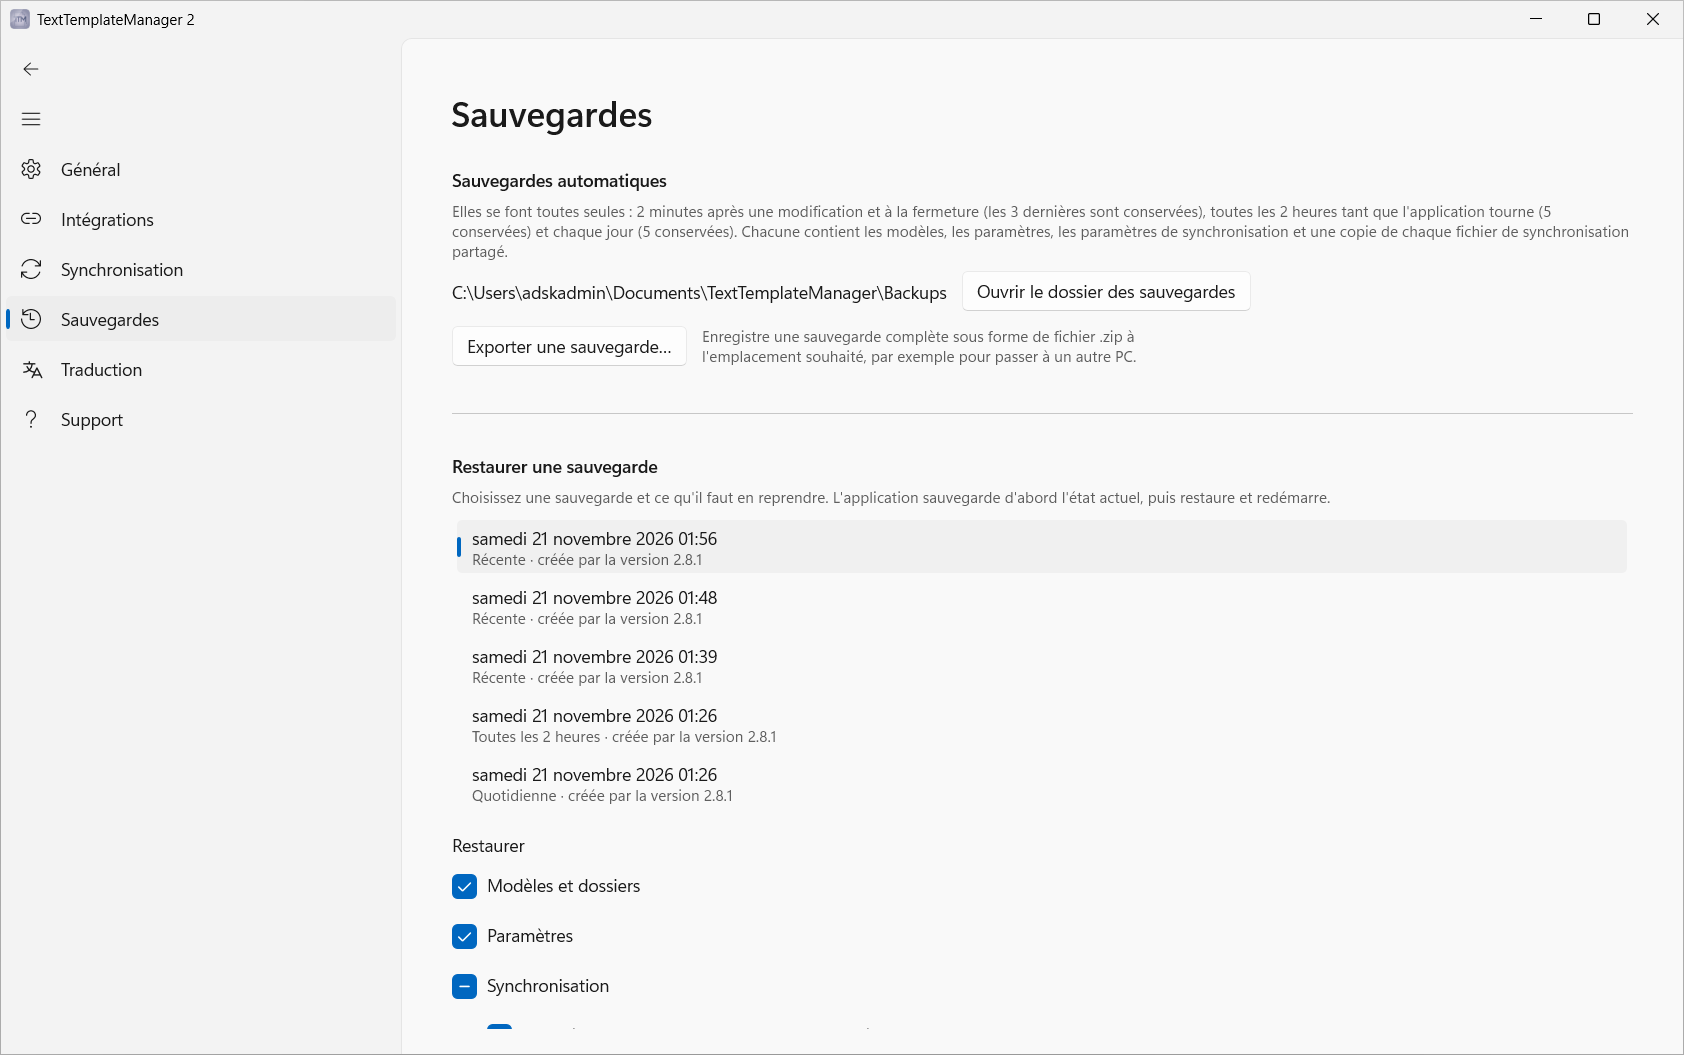 TextTemplateManager 2
Général
Intégrations
Synchronisation
Sauvegardes
Traduction
Support
Sauvegardes
Sauvegardes automatiques
Elles se font toutes seules : 2 minutes après une modification et à la fermeture (les 3 dernières sont conservées), toutes les 2 heures tant que l'application tourne (5
conservées) et chaque jour (5 conservées). Chacune contient les modèles, les paramètres, les paramètres de synchronisation et une copie de chaque fichier de synchronisation
partagé.
C:\Users\adskadmin\Documents\TextTemplateManager\Backups
Ouvrir le dossier des sauvegardes
Exporter une sauvegarde...
Enregistre une sauvegarde complète sous forme de fichier .zip à
l'emplacement souhaité, par exemple pour passer à un autre PC.
Restaurer une sauvegarde
Choisissez une sauvegarde et ce qu'il faut en reprendre. L'application sauvegarde d'abord l'état actuel, puis restaure et redémarre.
samedi 21 novembre 2026 01:56
Récente · créée par la version 2.8.1
samedi 21 novembre 2026 01:48
Récente · créée par la version 2.8.1
samedi 21 novembre 2026 01:39
Récente · créée par la version 2.8.1
samedi 21 novembre 2026 01:26
Toutes les 2 heures · créée par la version 2.8.1
samedi 21 novembre 2026 01:26
Quotidienne · créée par la version 2.8.1
Restaurer
Modèles et dossiers
Paramètres
Synchronisation